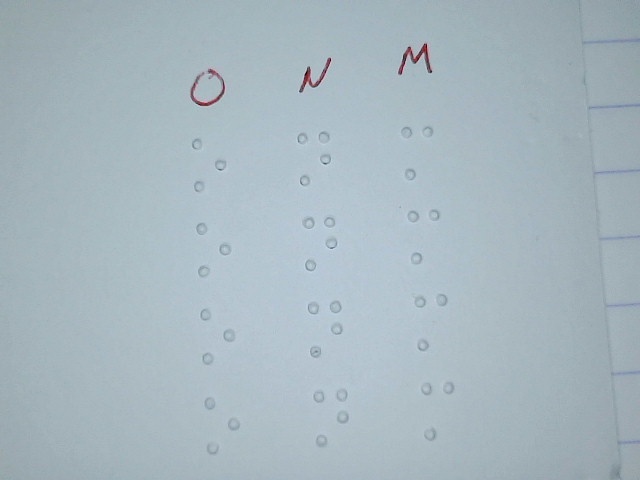 O N M
⠕ ⠝ ⠍
⠕ ⠝ ⠍
⠕ ⠝ ⠍
⠕ ⠝ ⠍